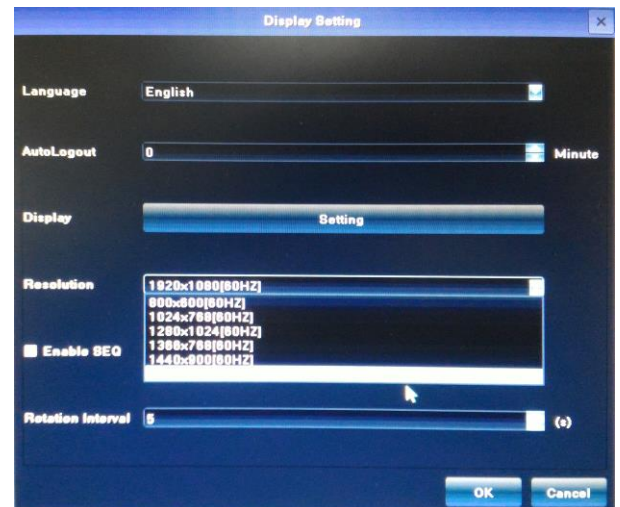 Display Setting
Language English
AutoLogout 0 Minute
Display Setting
Resolution 1920x1080[60HZ]
800x600[60HZ]
1024x768[60HZ]
1280x1024[60HZ]
1366x768[60HZ]
Enable SEQ
1440x900[60HZ]
Rotation Interval 5 (s)
OK Cancel